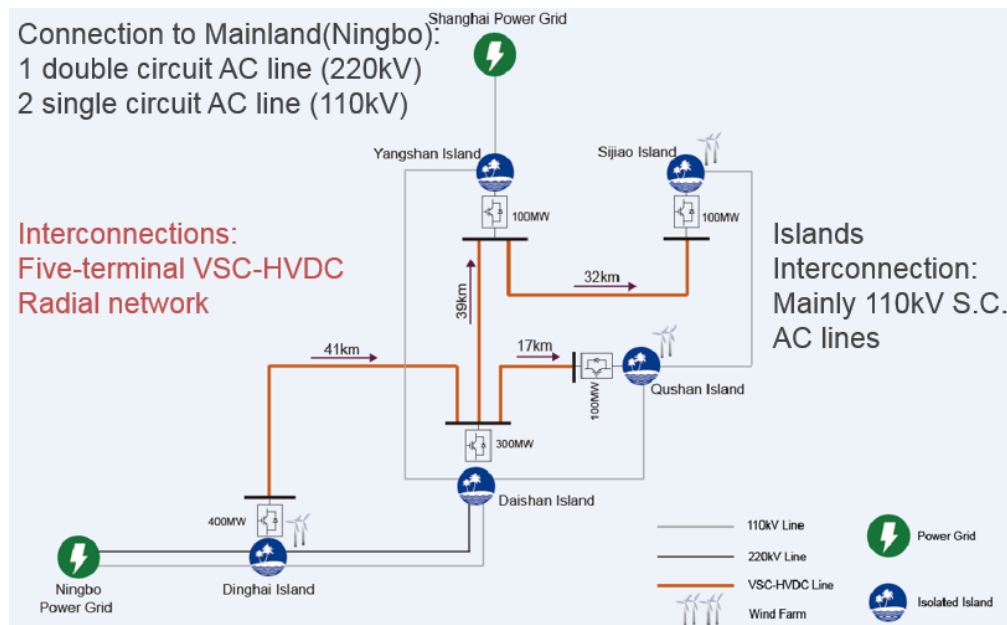 Shanghai Power Grid
Connection to Mainland(Ningbo):
1 double circuit AC line (220kV)
2 single circuit AC line (110kV)
Yangshan Island
Sijiao Island
100MW
100MW
Interconnections:
Five-terminal VSC-HVDC
Radial network
Islands
Interconnection:
Mainly 110kV S.C.
AC lines
39km
32km
41km
17km
100MW
Qushan Island
300MW
Daishan Island
400MW
Dinghai Island
Ningbo
Power Grid
110kV Line
220kV Line
VSC-HVDC Line
Wind Farm
Power Grid
Isolated Island